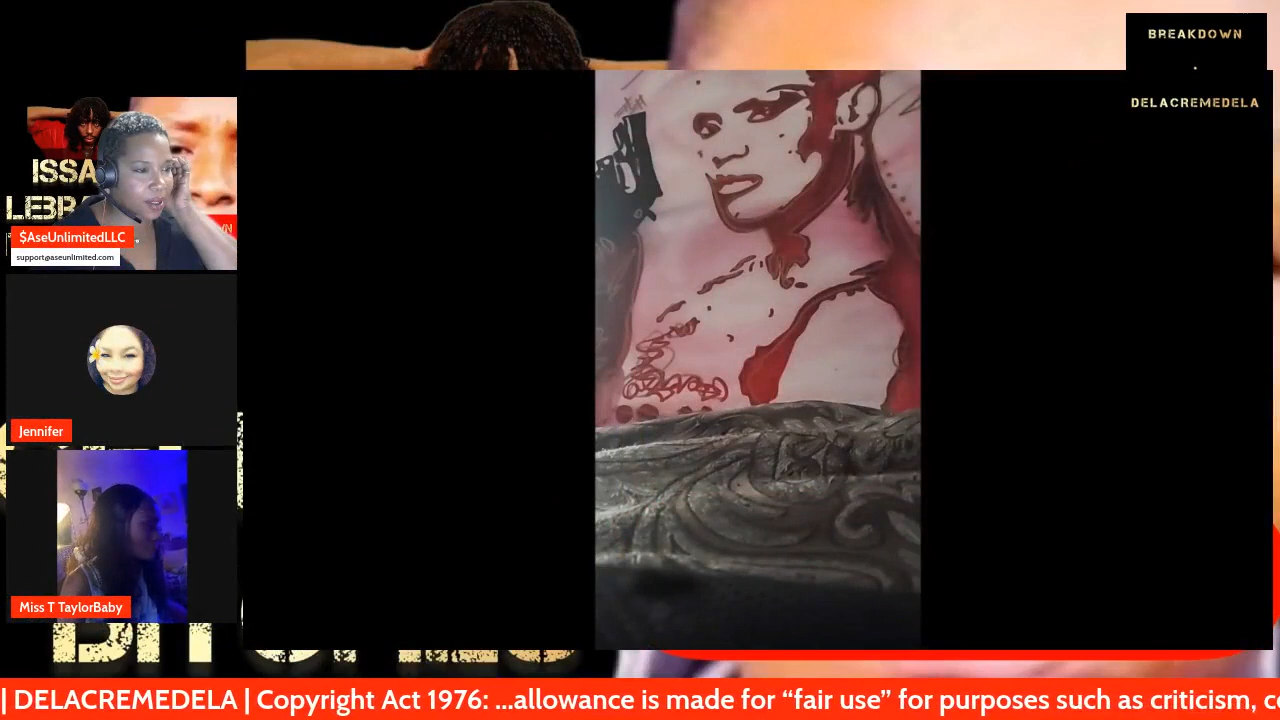 BREAKDOWN
DELACREMEDELA
ISSA
LEBR
$AseUnlimitedLLC
support@aseunlimited.com
Jennifer
Miss T TaylorBaby
| DELACREMEDELA | Copyright Act 1976: ...allowance is made for “fair use” for purposes such as criticism, c